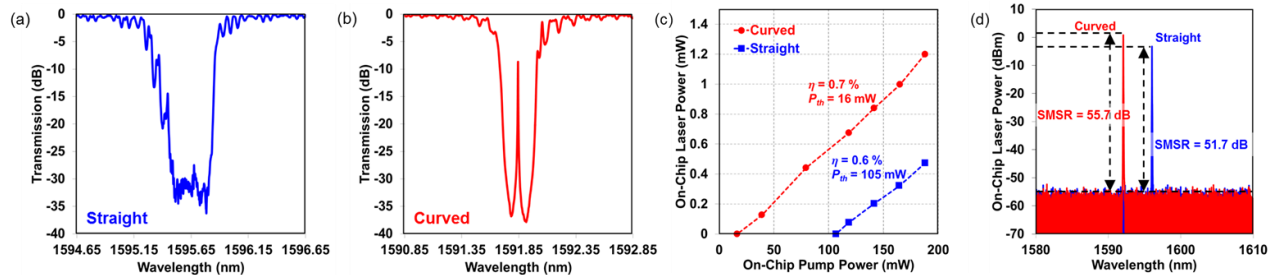 (a)
Transmission (dB)
0
-5
-10
-15
-20
-25
-30
-35
-40
Straight
1594.65 1595.15 1595.65 1596.15 1596.65
Wavelength (nm)
(b)
Transmission (dB)
0
-5
-10
-15
-20
-25
-30
-35
-40
Curved
1590.85 1591.35 1591.85 1592.35 1592.85
Wavelength (nm)
(c)
On-Chip Laser Power (mW)
1.4
1.2
1
0.8
0.6
0.4
0.2
0
Curved
Straight
η = 0.7 %
Pth = 16 mW
η = 0.6 %
Pth = 105 mW
0 50 100 150 200
On-Chip Pump Power (mW)
(d)
On-Chip Laser Power (dBm)
10
0
-10
-20
-30
-40
-50
-60
-70
Curved
Straight
SMSR = 55.7 dB
SMSR = 51.7 dB
1580 1590 1600 1610
Wavelength (nm)